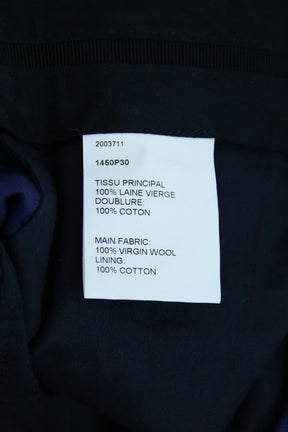 2003711
1450P30
TISSU PRINCIPAL
100% LAINE VIERGE
DOUBLURE:
100% COTON
MAIN FABRIC:
100% VIRGIN WOOL
LINING:
100% COTTON